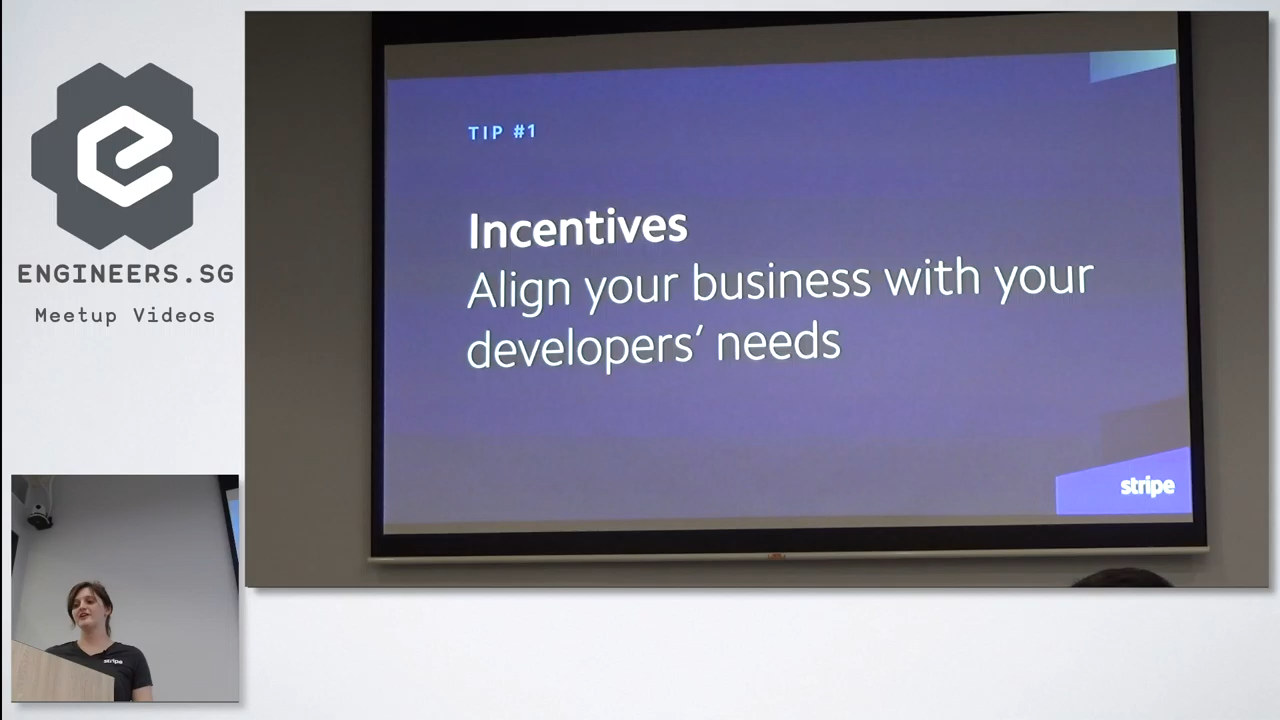 ENGINEERS.SG
Meetup Videos
TIP #1
Incentives
Align your business with your
developers’ needs
stripe
stripe